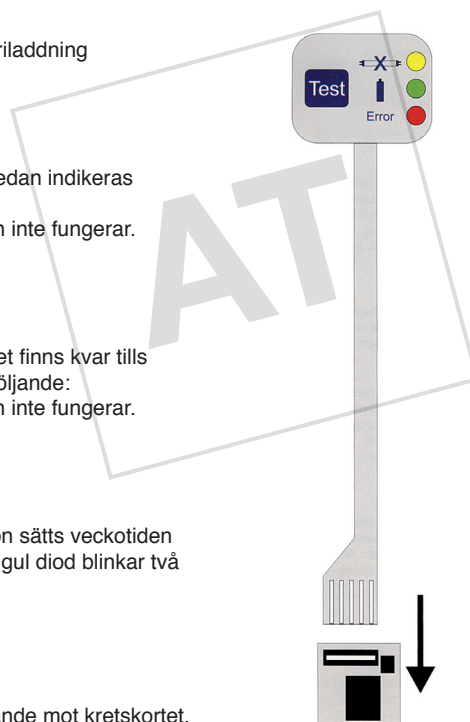 riladdning
edan indikeras
n inte fungerar.
et finns kvar tills
öljande:
n inte fungerar.
on sätts veckotiden
gul diod blinkar två
ande mot kretskortet.
Test
Error
AT